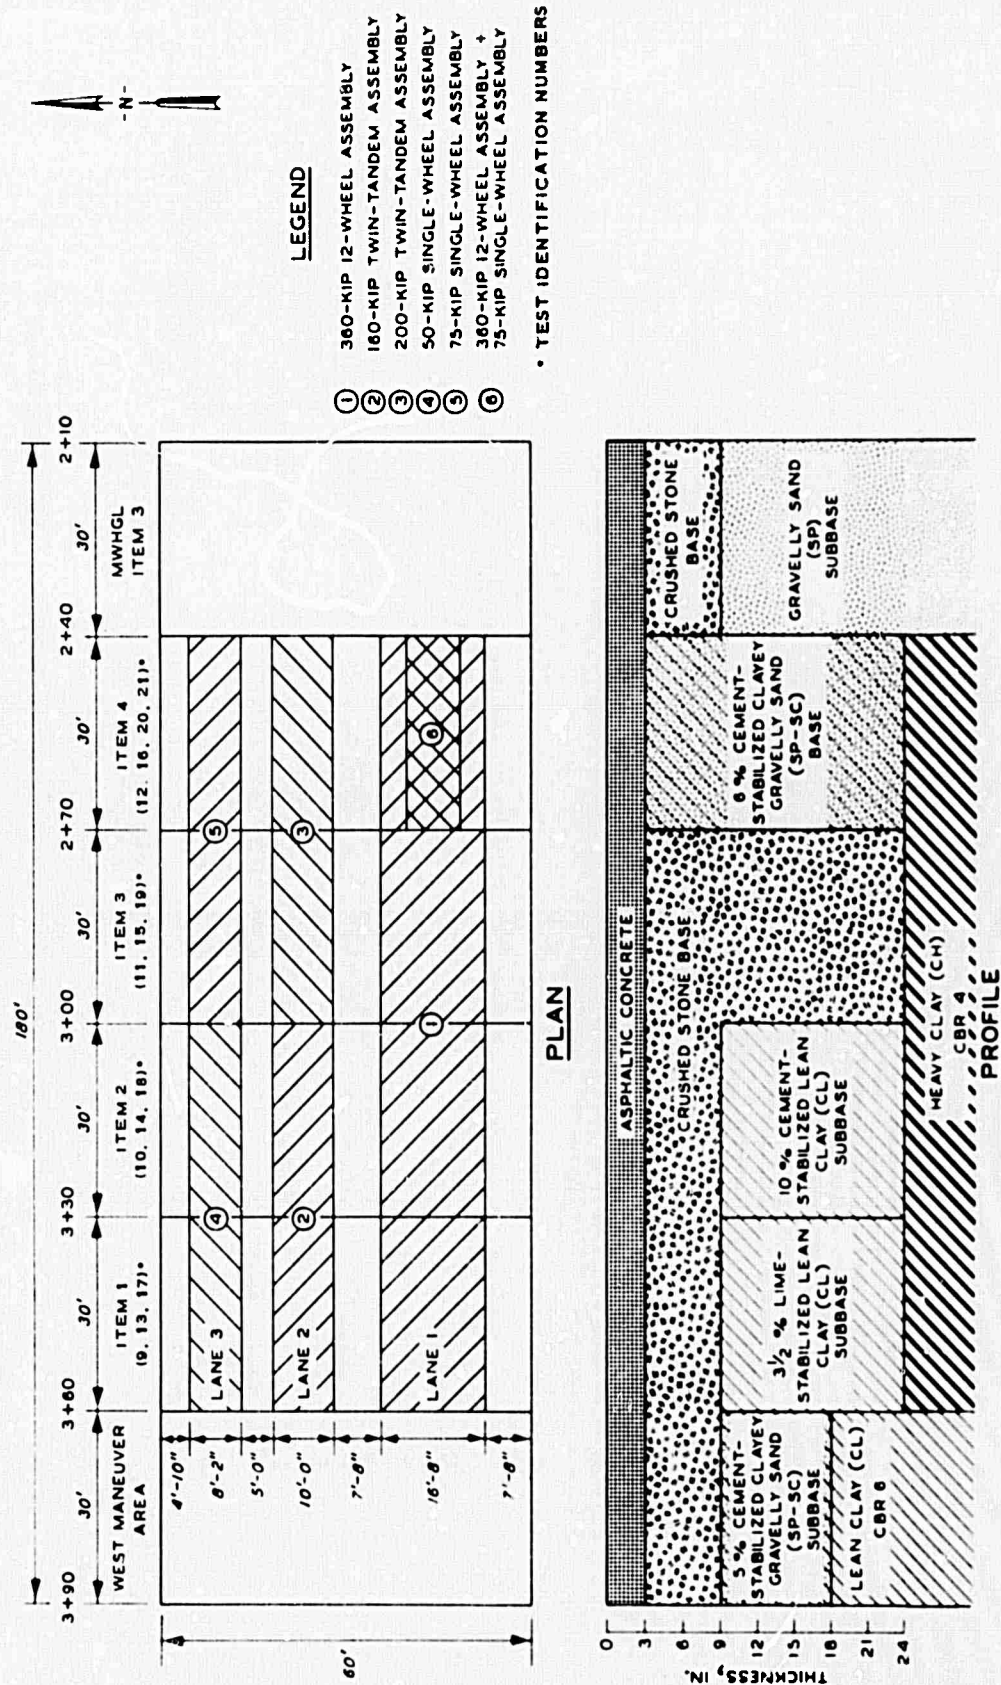 180'
3+90
3+60
3+30
3+00
2+70
2+40
2+10
30'
30'
30'
30'
30'
30'
WEST MANEUVER
AREA
ITEM 1
(9, 13, 17)*
ITEM 2
(10, 14, 18)*
ITEM 3
(11, 15, 19)*
ITEM 4
(12, 16, 20, 21)*
MWHGL
ITEM 3
60'
4'-10"
8'-2"
5'-0"
10'-0"
7'-8"
16'-8"
7'-8"
LANE 3
LANE 2
LANE 1
4
5
2
3
1
6
PLAN
-N-
LEGEND
1 360-KIP 12-WHEEL ASSEMBLY
2 160-KIP TWIN-TANDEM ASSEMBLY
3 200-KIP TWIN-TANDEM ASSEMBLY
4 50-KIP SINGLE-WHEEL ASSEMBLY
5 75-KIP SINGLE-WHEEL ASSEMBLY
6 360-KIP 12-WHEEL ASSEMBLY +
75-KIP SINGLE-WHEEL ASSEMBLY
* TEST IDENTIFICATION NUMBERS
THICKNESS, IN.
0
3
6
9
12
15
18
21
24
ASPHALTIC CONCRETE
CRUSHED STONE BASE
5 % CEMENT-
STABILIZED CLAYEY
GRAVELLY SAND
(SP-SC)
SUBBASE
LEAN CLAY (CL)
CBR 6
3½ % LIME-
STABILIZED LEAN
CLAY (CL)
SUBBASE
10 % CEMENT-
STABILIZED LEAN
CLAY (CL)
SUBBASE
6 % CEMENT-
STABILIZED CLAYEY
GRAVELLY SAND
(SP-SC)
BASE
CRUSHED STONE
BASE
GRAVELLY SAND
(SP)
SUBBASE
HEAVY CLAY (CH)
CBR 4
PROFILE